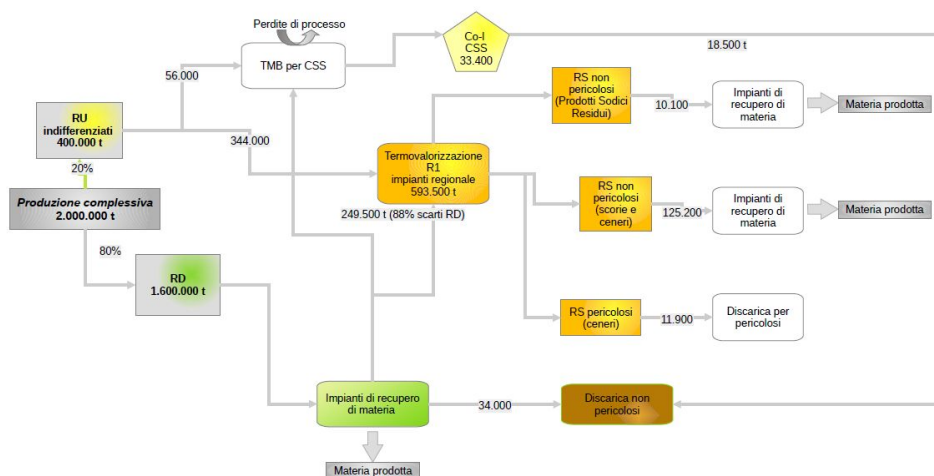 Perdite di processo
TMB per CSS
Co-I
CSS
33.400
18.500 t
56.000
RS non
pericolosi
(Prodotti Sodici
Residui)
10.100
Impianti di
recupero di
materia
Materia prodotta
RU
indifferenziati
400.000 t
344.000
Termovalorizzazione
R1
impianti regionale
593.500 t
20%
Produzione complessiva
2.000.000 t
249.500 t (88% scarti RD)
RS non
pericolosi
(scorie e
ceneri)
125.200
Impianti di
recupero di
materia
Materia prodotta
80%
RD
1.600.000 t
RS pericolosi
(ceneri)
11.900
Discarica per
pericolosi
Impianti di recupero
di materia
34.000
Discarica non
pericolosi
Materia prodotta